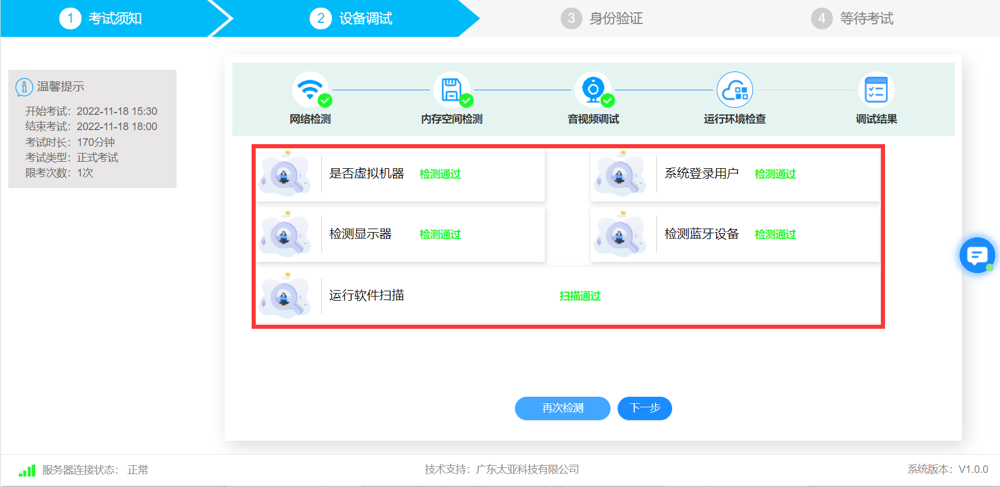 1 考试须知
2 设备调试
3 身份验证
4 等待考试
温馨提示
开始考试：2022-11-18 15:30
结束考试：2022-11-18 18:00
考试时长：170分钟
考试类型：正式考试
限考次数：1次
网络检测
内存空间检测
音视频调试
运行环境检查
调试结果
是否虚拟机器 检测通过
系统登录用户 检测通过
检测显示器 检测通过
检测蓝牙设备 检测通过
运行软件扫描 扫描通过
再次检测
下一步
服务器连接状态： 正常
技术支持：广东太亚科技有限公司
系统版本：V1.0.0